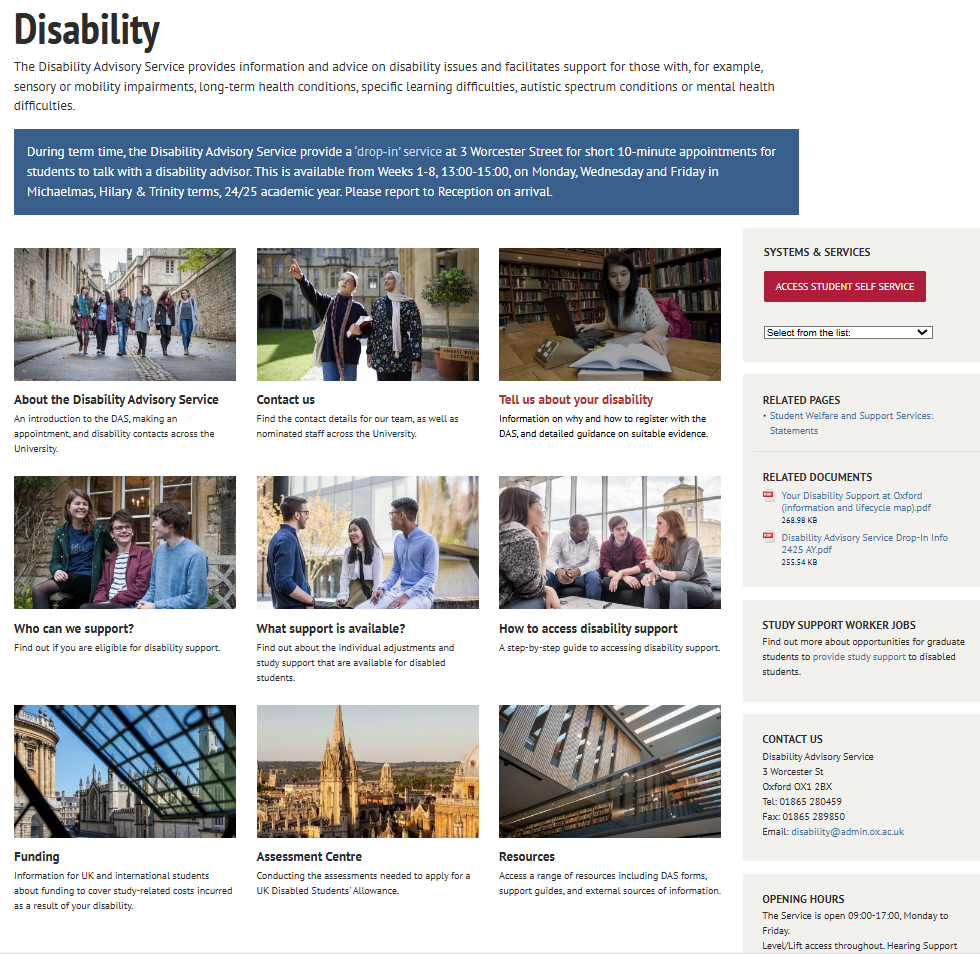 Disability
The Disability Advisory Service provides information and advice on disability issues and facilitates support for those with, for example,
sensory or mobility impairments, long-term health conditions, specific learning difficulties, autistic spectrum conditions or mental health
difficulties.
During term time, the Disability Advisory Service provide a 'drop-in' service at 3 Worcester Street for short 10-minute appointments for
students to talk with a disability advisor. This is available from Weeks 1-8, 13:00-15:00, on Monday, Wednesday and Friday in
Michaelmas, Hilary & Trinity terms, 24/25 academic year. Please report to Reception on arrival.
About the Disability Advisory Service
An introduction to the DAS, making an
appointment, and disability contacts across the
University.
Contact us
Find the contact details for our team, as well as
nominated staff across the University.
Tell us about your disability
Information on why and how to register with the
DAS, and detailed guidance on suitable evidence.
Who can we support?
Find out if you are eligible for disability support.
What support is available?
Find out about the individual adjustments and
study support that are available for disabled
students.
How to access disability support
A step-by-step guide to accessing disability support.
Funding
Information for UK and international students
about funding to cover study-related costs incurred
as a result of your disability.
Assessment Centre
Conducting the assessments needed to apply for a
UK Disabled Students' Allowance.
Resources
Access a range of resources including DAS forms,
support guides, and external sources of information.
SYSTEMS & SERVICES
ACCESS STUDENT SELF SERVICE
Select from the list:
RELATED PAGES
• Student Welfare and Support Services:
Statements
RELATED DOCUMENTS
Your Disability Support at Oxford
(information and lifecycle map).pdf
268.98 KB
Disability Advisory Service Drop-In Info
2425 AY.pdf
255.54 KB
STUDY SUPPORT WORKER JOBS
Find out more about opportunities for graduate
students to provide study support to disabled
students.
CONTACT US
Disability Advisory Service
3 Worcester St
Oxford OX1 2BX
Tel: 01865 280459
Fax: 01865 289850
Email: disability@admin.ox.ac.uk
OPENING HOURS
The Service is open 09:00-17:00, Monday to
Friday.
Level/Lift access throughout. Hearing Support